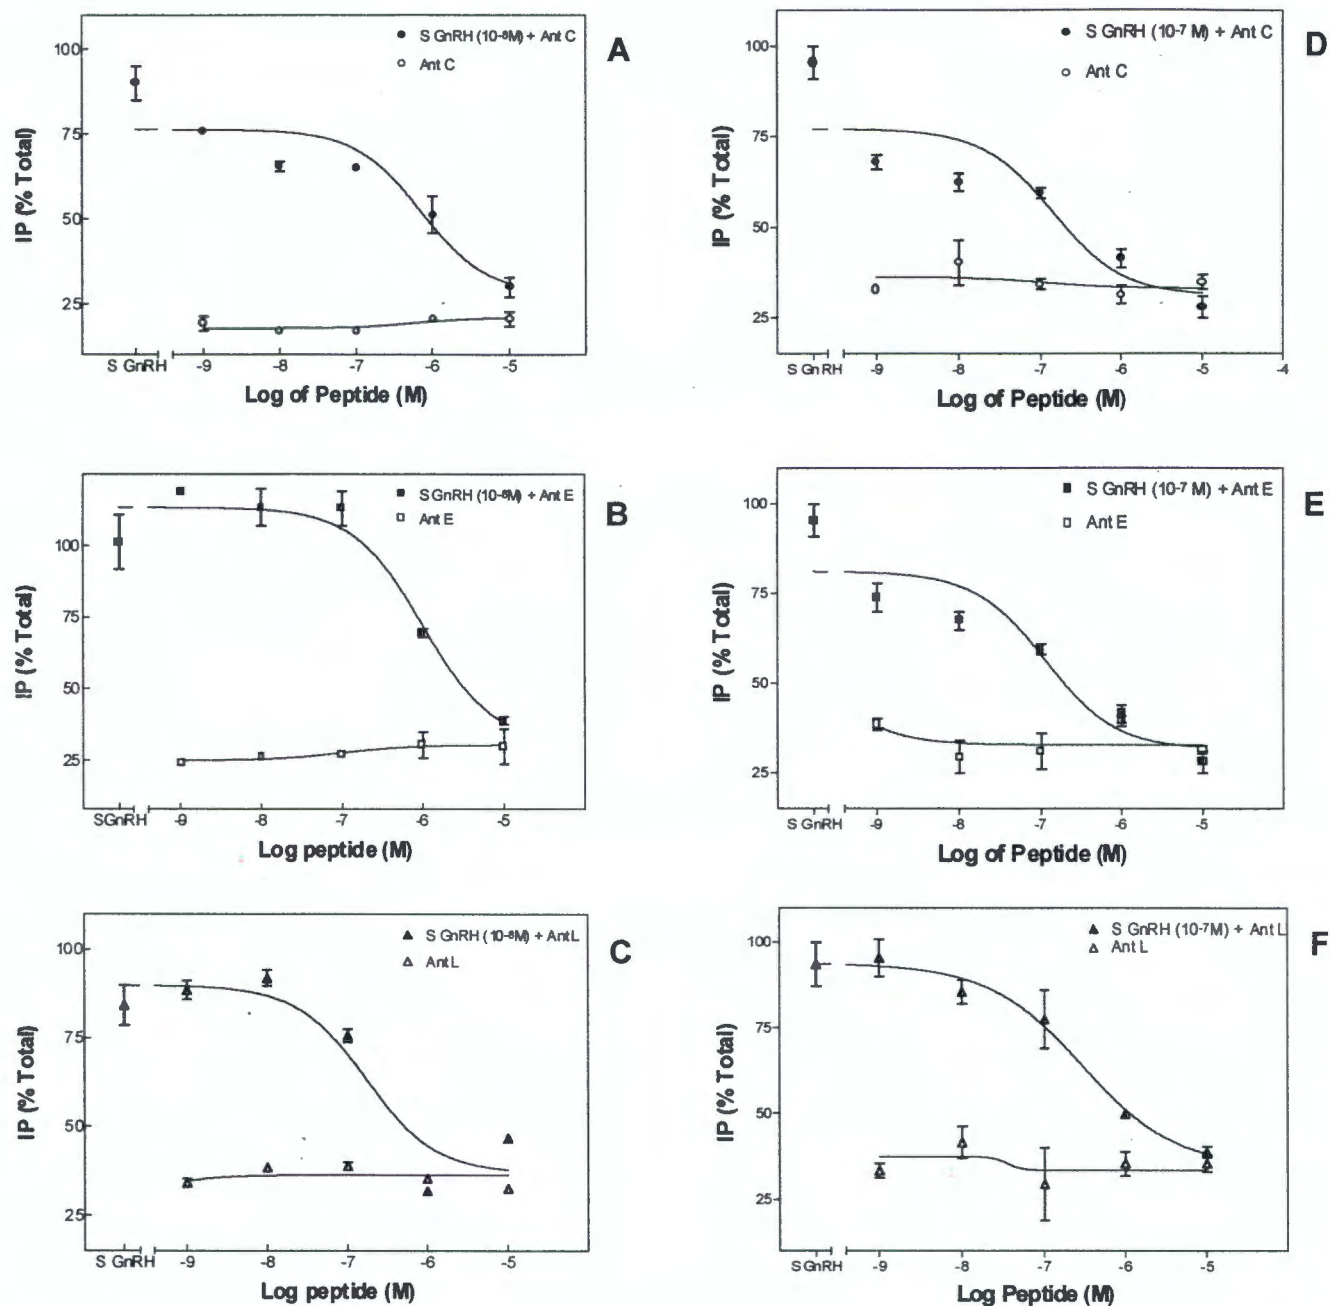 S GnRH (10-8M) + Ant C
Ant C
A
100
75
50
25
IP (% Total)
S GnRH -9 -8 -7 -6 -5
Log of Peptide (M)
S GnRH (10-7 M) + Ant C
Ant C
D
100
75
50
25
IP (% Total)
S GnRH -9 -8 -7 -6 -5 -4
Log of Peptide (M)
S GnRH (10-8M) + Ant E
Ant E
B
100
75
50
25
IP (% Total)
SGnRH -9 -8 -7 -6 -5
Log peptide (M)
S GnRH (10-7 M) + Ant E
Ant E
E
100
75
50
25
IP (% Total)
S GnRH -9 -8 -7 -6 -5
Log of Peptide (M)
S GnRH (10-8M) + Ant L
Ant L
C
100
75
50
25
IP (% Total)
S GnRH -9 -8 -7 -6 -5
Log peptide (M)
S GnRH (10-7M) + Ant L
Ant L
F
100
75
50
25
IP (% Total)
S GnRH -9 -8 -7 -6 -5
Log Peptide (M)